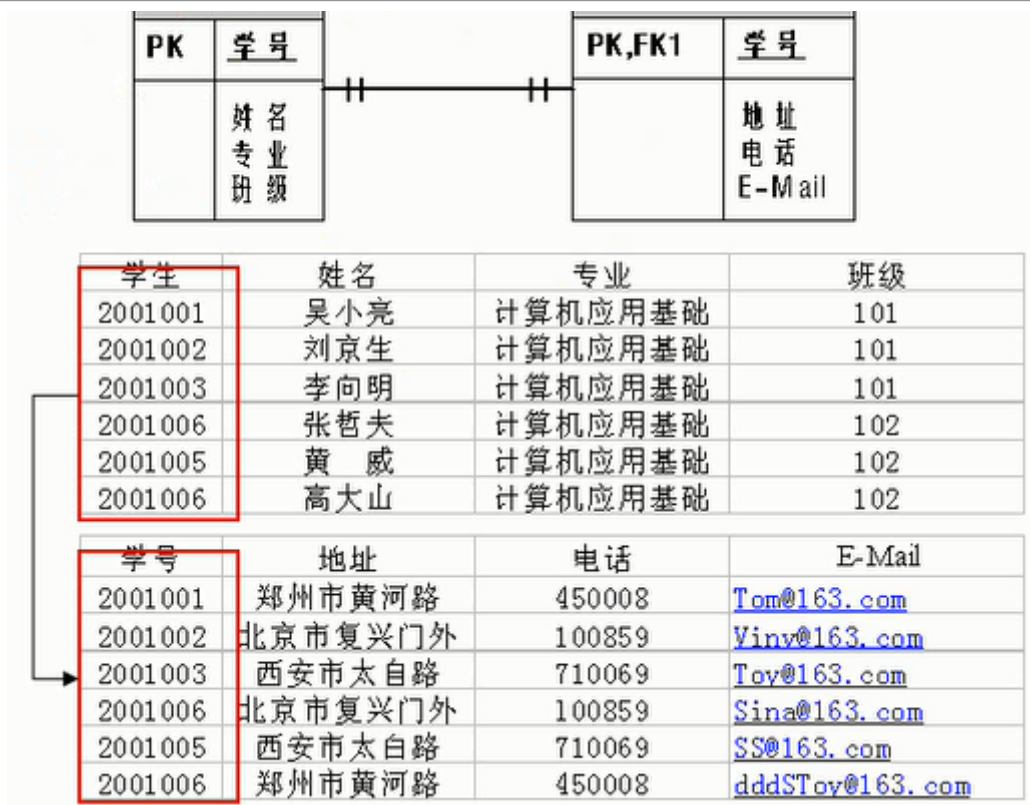 PK 学号 PK,FK1 学号
姓名 地址
专业 电话
班级 E-Mail
学生 姓名 专业 班级
2001001 吴小亮 计算机应用基础 101
2001002 刘京生 计算机应用基础 101
2001003 李向明 计算机应用基础 101
2001006 张哲夫 计算机应用基础 102
2001005 黄 威 计算机应用基础 102
2001006 高大山 计算机应用基础 102
学号 地址 电话 E-Mail
2001001 郑州市黄河路 450008 Tom@163.com
2001002 北京市复兴门外 100859 Vinv@163.com
2001003 西安市太白路 710069 Toy@163.com
2001006 北京市复兴门外 100859 Sina@163.com
2001005 西安市太白路 710069 SS@163.com
2001006 郑州市黄河路 450008 dddSToy@163.com